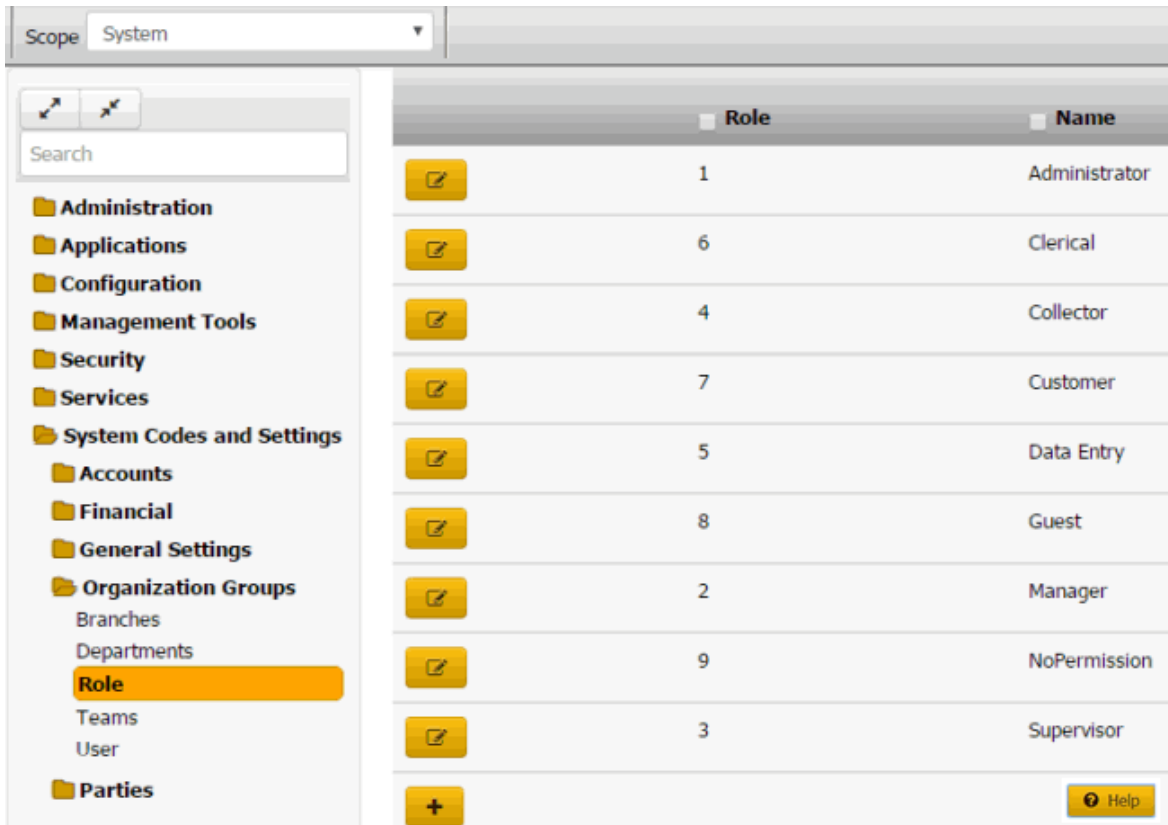 Scope System
Search
Administration
Applications
Configuration
Management Tools
Security
Services
System Codes and Settings
Accounts
Financial
General Settings
Organization Groups
Branches
Departments
Role
Teams
User
Parties
Role Name
1 Administrator
6 Clerical
4 Collector
7 Customer
5 Data Entry
8 Guest
2 Manager
9 NoPermission
3 Supervisor
Help